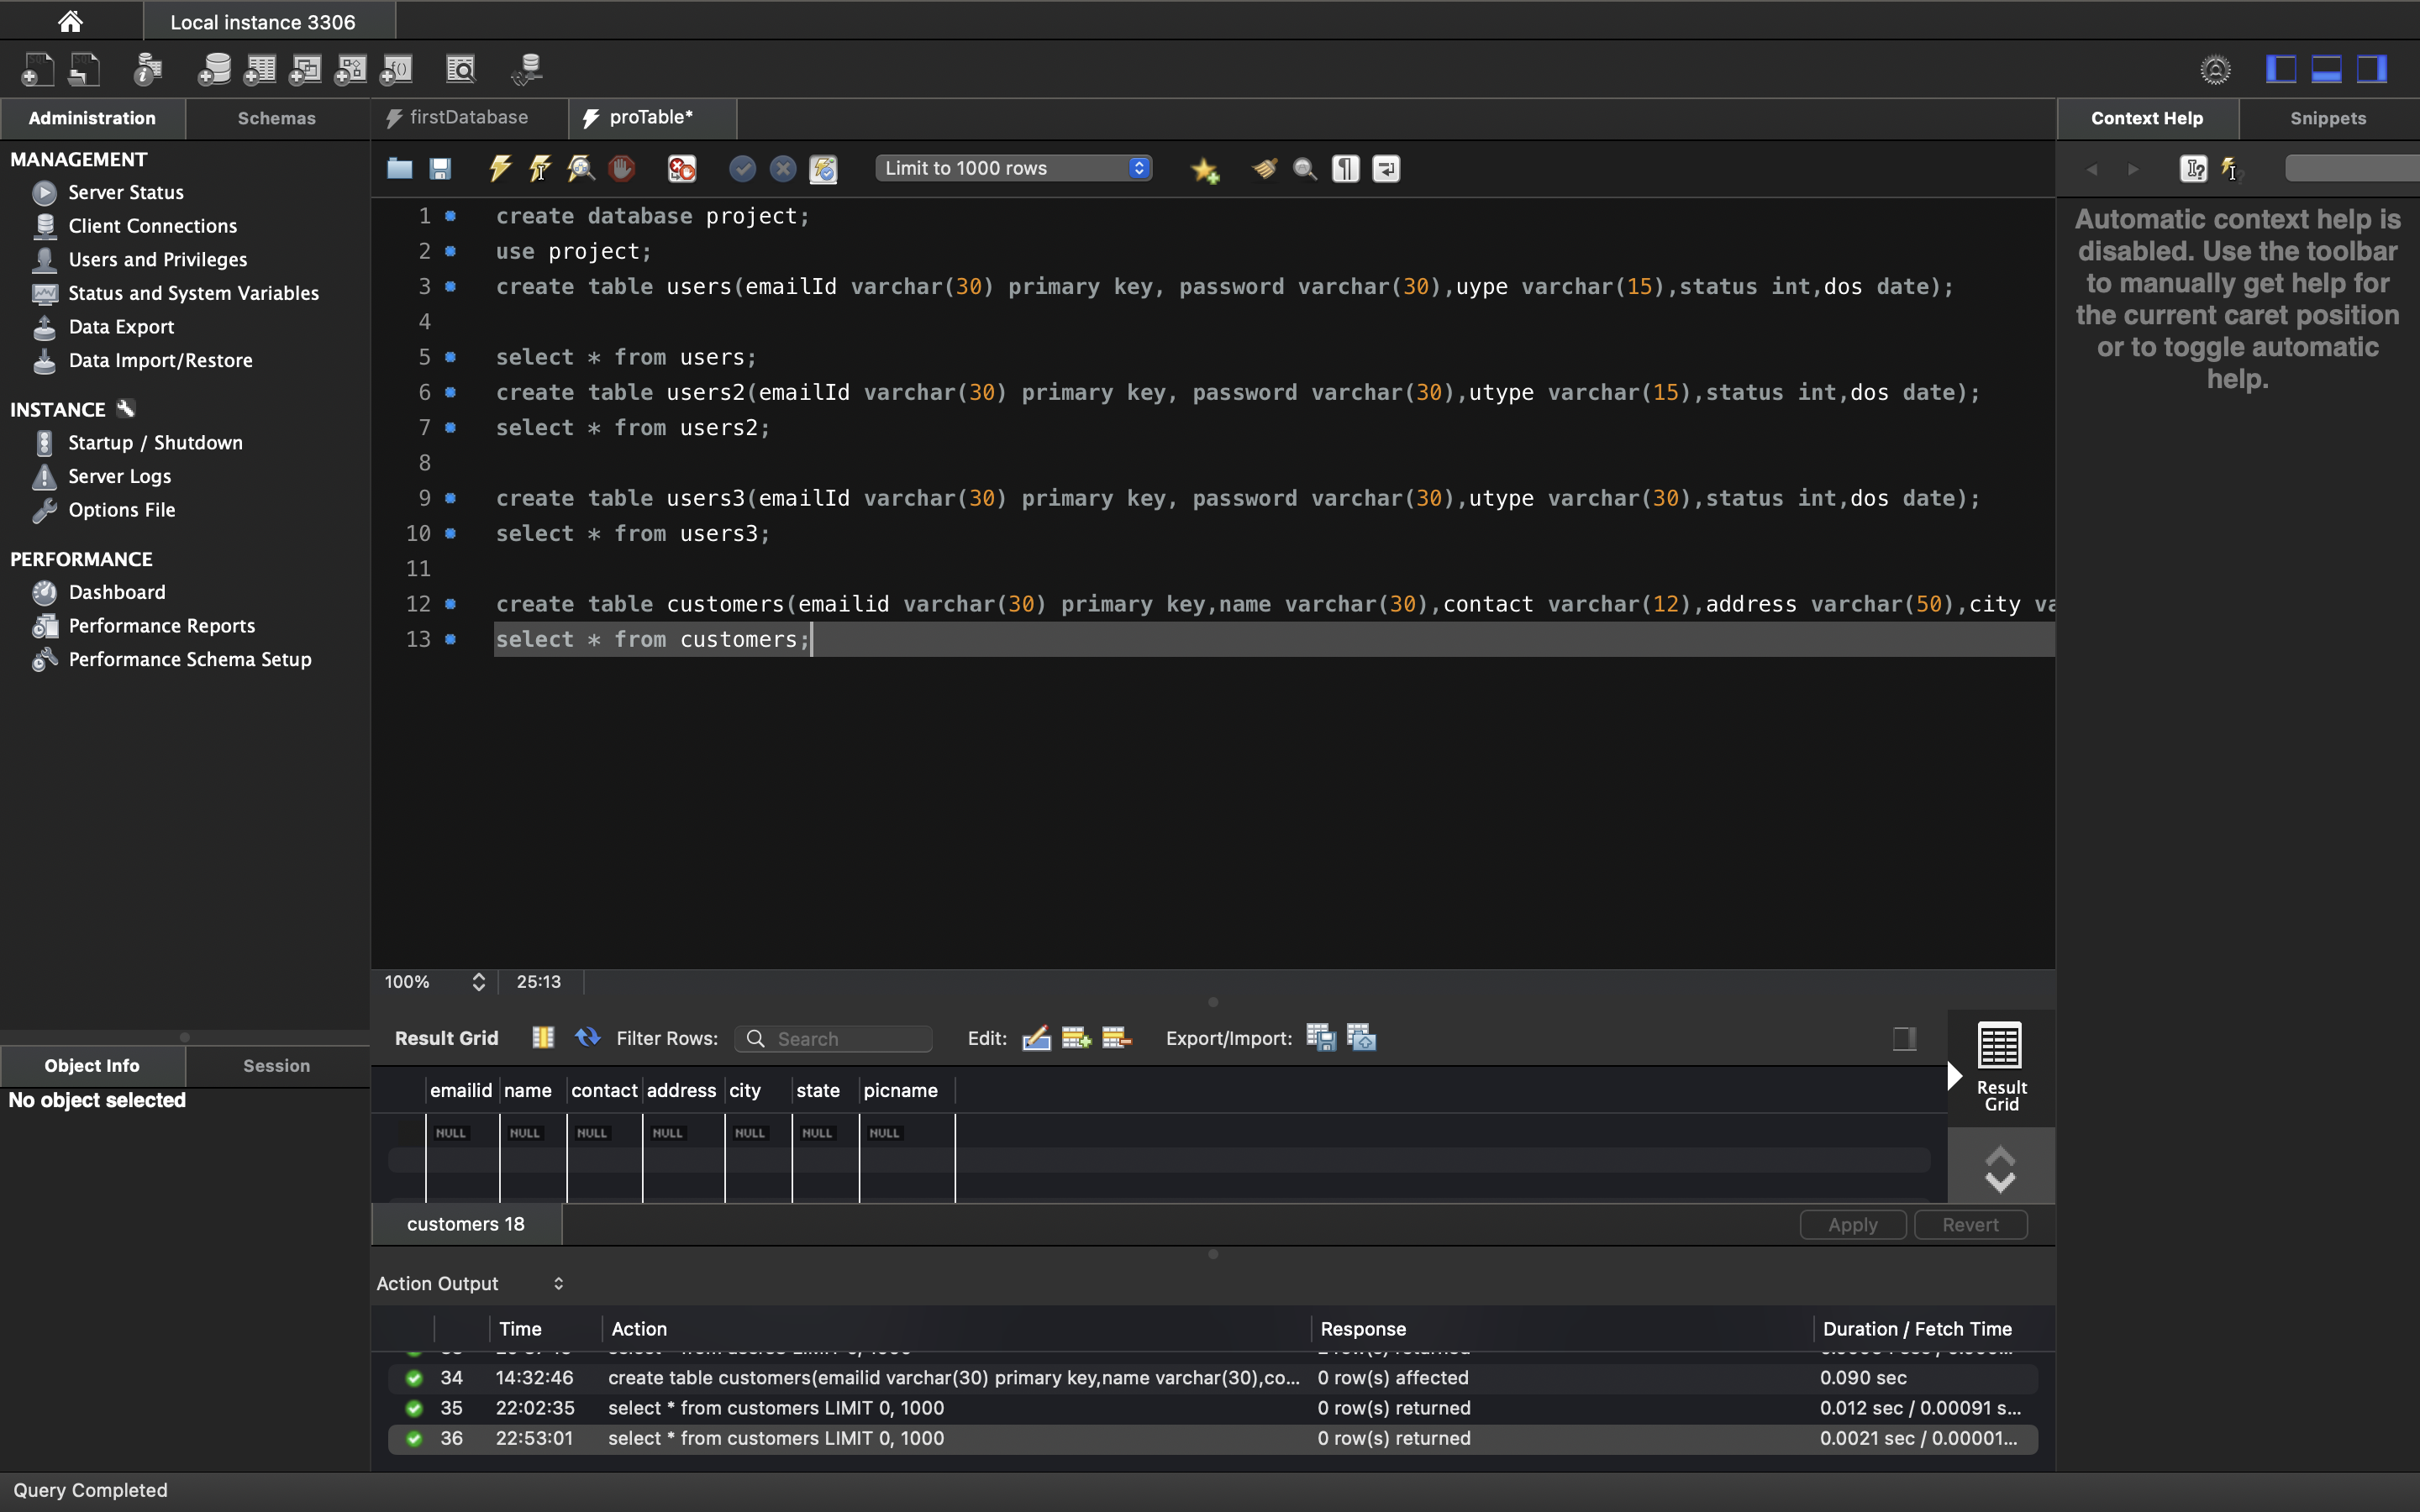 Local instance 3306
Administration
Schemas
firstDatabase
proTable*
Context Help
Snippets
Limit to 1000 rows
MANAGEMENT
Server Status
Client Connections
Users and Privileges
Status and System Variables
Data Export
Data Import/Restore
INSTANCE
Startup / Shutdown
Server Logs
Options File
PERFORMANCE
Dashboard
Performance Reports
Performance Schema Setup
Object Info
Session
No object selected
1 create database project;
2 use project;
3 create table users(emailId varchar(30) primary key, password varchar(30),uype varchar(15),status int,dos date);
4
5 select * from users;
6 create table users2(emailId varchar(30) primary key, password varchar(30),utype varchar(15),status int,dos date);
7 select * from users2;
8
9 create table users3(emailId varchar(30) primary key, password varchar(30),utype varchar(30),status int,dos date);
10 select * from users3;
11
12 create table customers(emailid varchar(30) primary key,name varchar(30),contact varchar(12),address varchar(50),city va
13 select * from customers;
Automatic context help is
disabled. Use the toolbar
to manually get help for
the current caret position
or to toggle automatic
help.
100% 25:13
Result Grid Filter Rows: Search Edit: Export/Import:
emailid name contact address city state picname
NULL NULL NULL NULL NULL NULL NULL
Result
Grid
customers 18
Apply Revert
Action Output
Time Action Response Duration / Fetch Time
34 14:32:46 create table customers(emailid varchar(30) primary key,name varchar(30),co... 0 row(s) affected 0.090 sec
35 22:02:35 select * from customers LIMIT 0, 1000 0 row(s) returned 0.012 sec / 0.00091 s...
36 22:53:01 select * from customers LIMIT 0, 1000 0 row(s) returned 0.0021 sec / 0.00001...
Query Completed